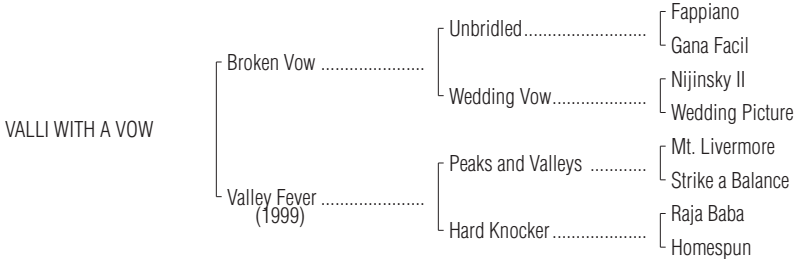 Fappiano
Unbridled..........................
Gana Facil
Broken Vow ......................
Nijinsky II
Wedding Vow....................
Wedding Picture
VALLI WITH A VOW
Mt. Livermore
Peaks and Valleys ............
Strike a Balance
Valley Fever ......................
(1999)
Raja Baba
Hard Knocker....................
Homespun